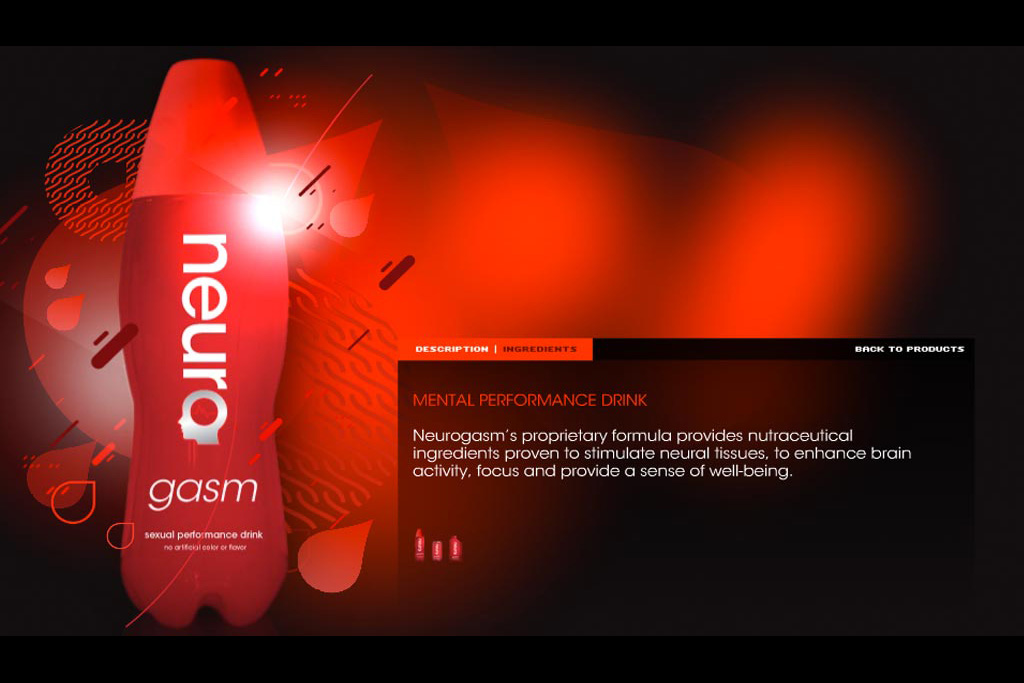 neuro
gasm
sexual performance drink
no artificial color or flavor
DESCRIPTION | INGREDIENTS
BACK TO PRODUCTS
MENTAL PERFORMANCE DRINK
Neurogasm's proprietary formula provides nutraceutical
ingredients proven to stimulate neural tissues, to enhance brain
activity, focus and provide a sense of well-being.